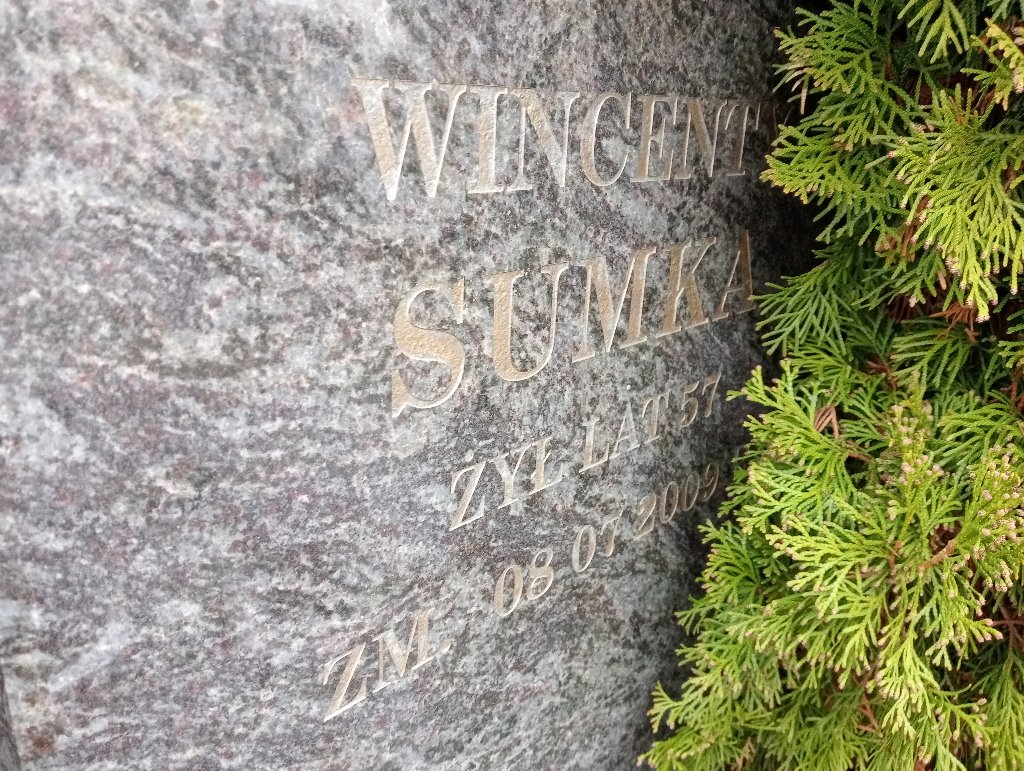 WINCENT
SUMKA
ŻYŁ LAT 57
ZM. 08 07 2009